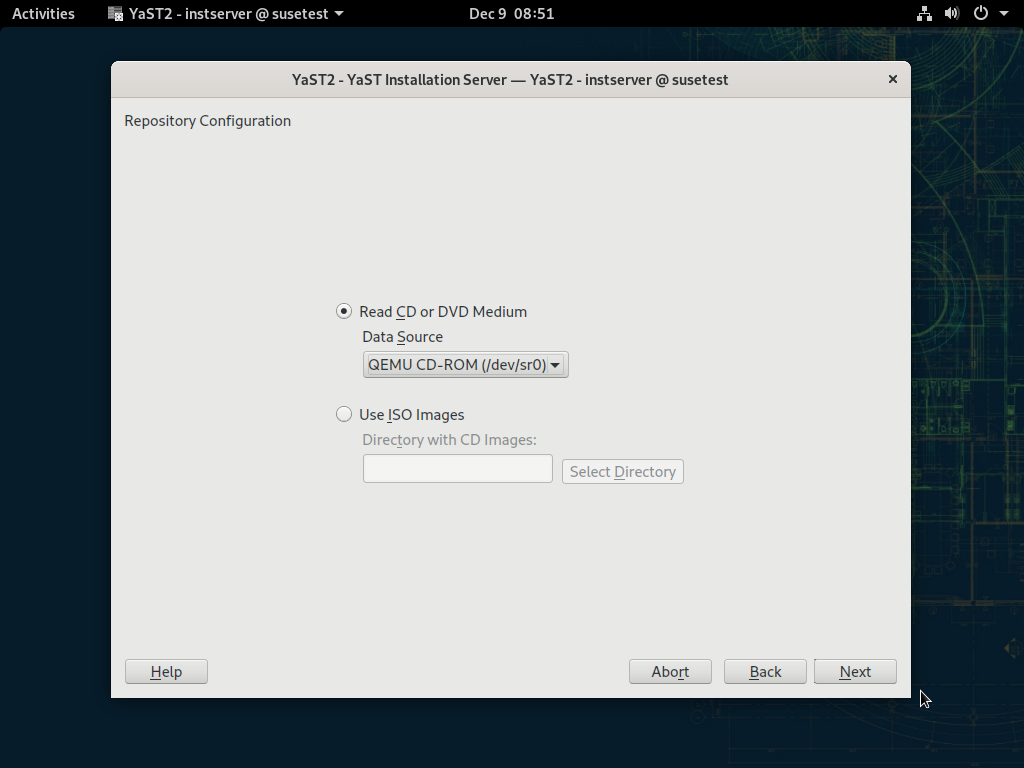 Activities
YaST2 - instserver @ susetest
Dec 9 08:51
YaST2 - YaST Installation Server — YaST2 - instserver @ susetest
Repository Configuration
Read CD or DVD Medium
Data Source
QEMU CD-ROM (/dev/sr0)
Use ISO Images
Directory with CD Images:
Select Directory
Help
Abort
Back
Next